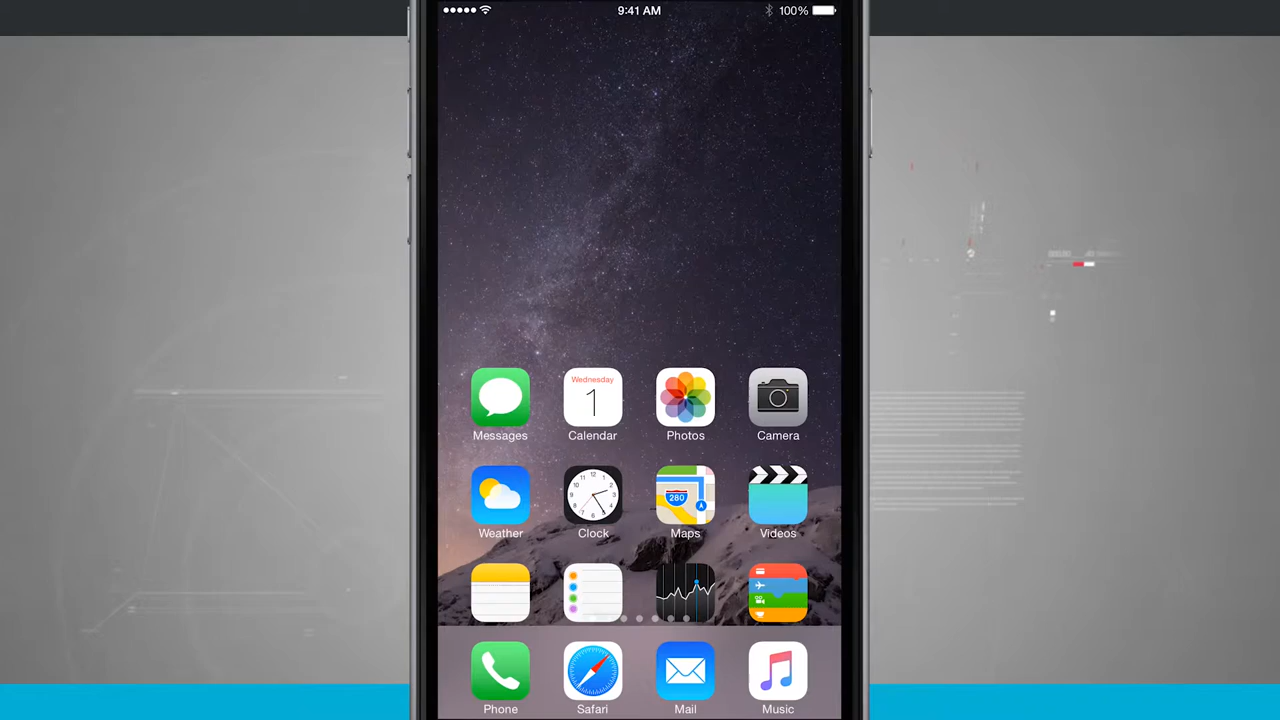 9:41 AM 100%
Wednesday
1
Messages Calendar Photos Camera
280
Weather Clock Maps Videos
Phone Safari Mail Music